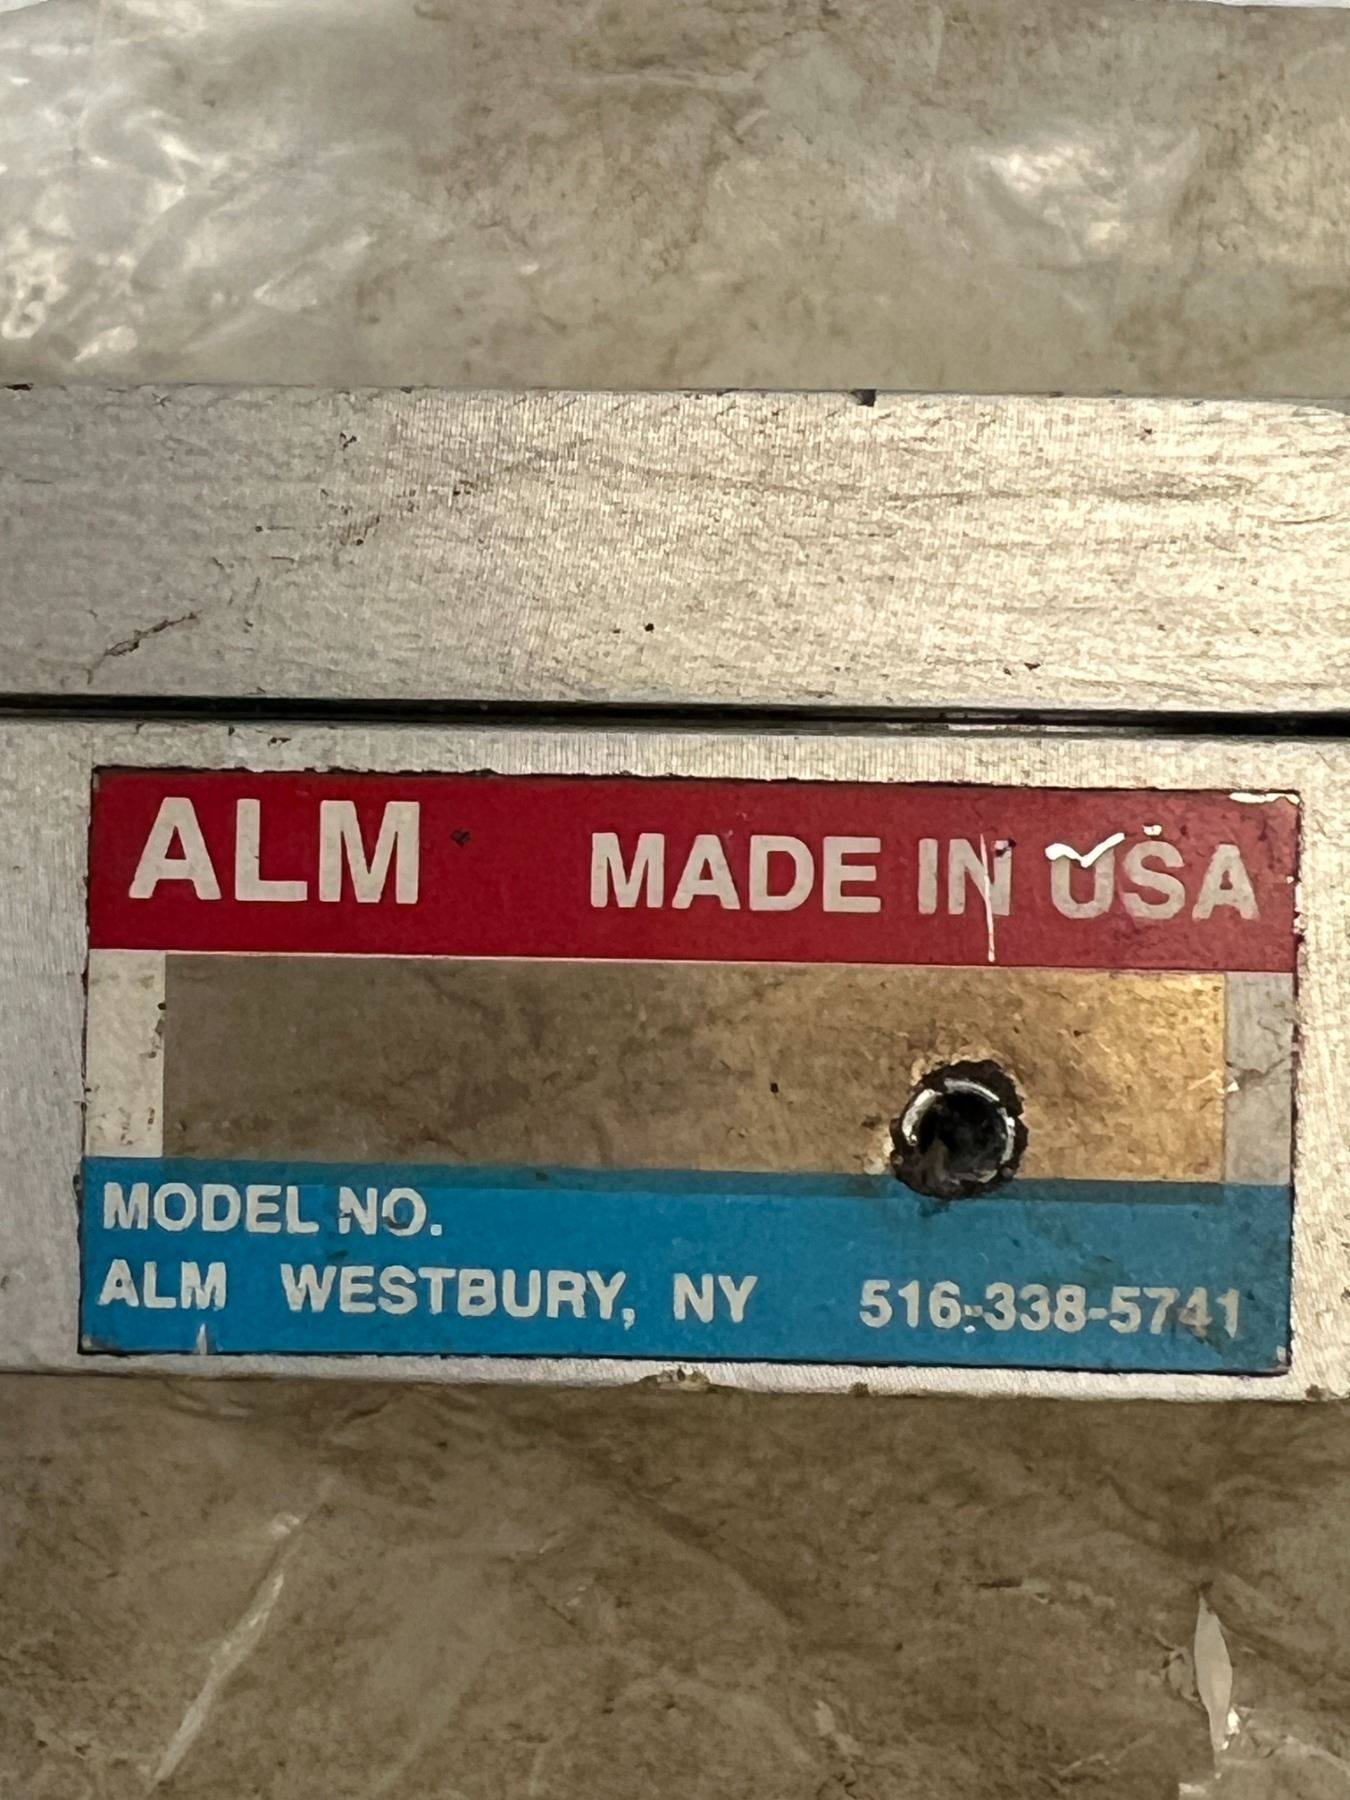 ALM MADE IN USA
MODEL NO.
ALM WESTBURY, NY 516-338-5741